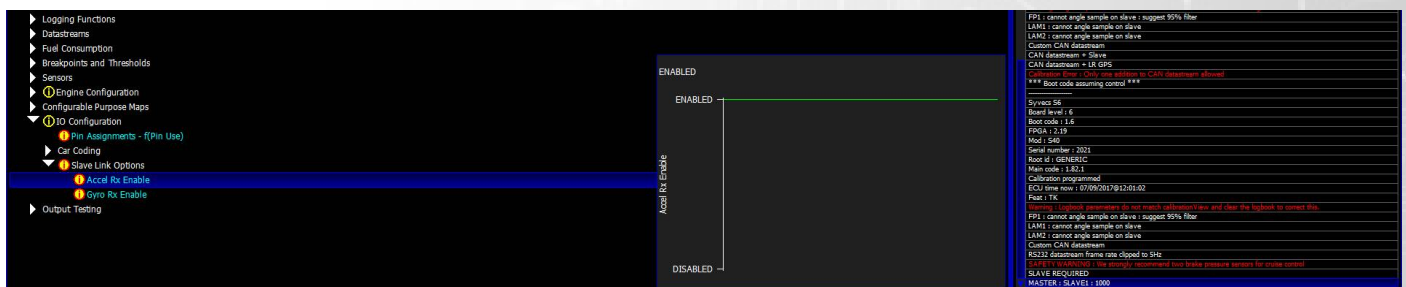 Logging Functions
Datastreams
Fuel Consumption
Breakpoints and Thresholds
Sensors
Engine Configuration
Configurable Purpose Maps
IO Configuration
Pin Assignments - f(Pin Use)
Car Coding
Slave Link Options
Accel Rx Enable
Gyro Rx Enable
Output Testing
ENABLED
ENABLED
Accel Rx Enable
DISABLED
FP1 : cannot angle sample on slave : suggest 95% filter
LAM1 : cannot angle sample on slave
LAM2 : cannot angle sample on slave
Custom CAN datastream
CAN datastream + Slave
CAN datastream + LR GPS
Calibration Error : Only one addition to CAN datastream allowed
*** Boot code assuming control ***
--------------------
Syvecs S6
Board level : 6
Boot code : 1.6
FPGA : 2.19
Mod : S40
Serial number : 2021
Root id : GENERIC
Main code : 1.82.1
Calibration programmed
ECU time now : 07/09/2017@12:01:02
Feat : TK
Warning : Logbook parameters do not match calibration.View and clear the logbook to correct this.
FP1 : cannot angle sample on slave : suggest 95% filter
LAM1 : cannot angle sample on slave
LAM2 : cannot angle sample on slave
Custom CAN datastream
RS232 datastream frame rate clipped to 5Hz
SAFETY WARNING : We strongly recommend two brake pressure sensors for cruise control
SLAVE REQUIRED
MASTER : SLAVE1 : 1000